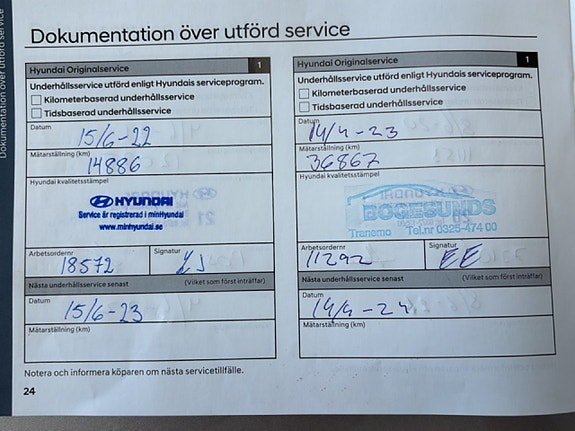 Dokumentation över utförd service
Dokumentation över utförd service
Hyundai Originalservice 1
Underhållsservice utförd enligt Hyundais serviceprogram.
Kilometerbaserad underhållsservice
Tidsbaserad underhållsservice
Datum
15/6-22
Mätarställning (km)
14886
Hyundai kvalitetsstämpel
HYUNDAI
Service är registrerad i minHyundai
www.minhyundai.se
Arbetsordernr Signatur
18572
Nästa underhållsservice senast (Vilket som först inträffar)
Datum
15/6-23
Mätarställning (km)
Hyundai Originalservice 1
Underhållsservice utförd enligt Hyundais serviceprogram.
Kilometerbaserad underhållsservice
Tidsbaserad underhållsservice
Datum
14/4-23
Mätarställning (km)
36867
Hyundai kvalitetsstämpel
BOGESUNDS
Tranemo Tel.nr 0325-474 00
Arbetsordernr Signatur
11292 EE
Nästa underhållsservice senast (Vilket som först inträffar)
Datum
14/4-24
Mätarställning (km)
Notera och informera köparen om nästa servicetillfälle.
24